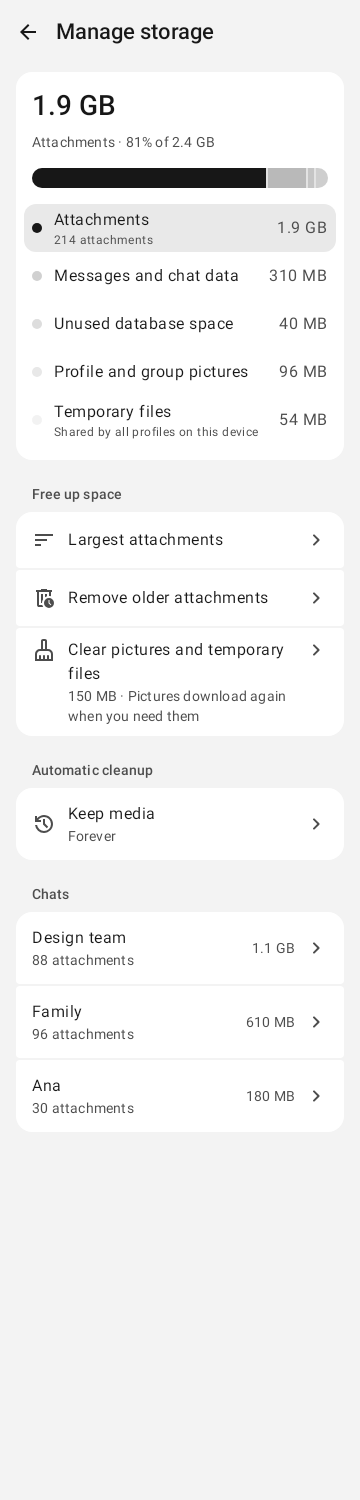 Manage storage
1.9 GB
Attachments · 81% of 2.4 GB
Attachments
214 attachments
1.9 GB
Messages and chat data
310 MB
Unused database space
40 MB
Profile and group pictures
96 MB
Temporary files
Shared by all profiles on this device
54 MB
Free up space
Largest attachments
Remove older attachments
Clear pictures and temporary
files
150 MB · Pictures download again
when you need them
Automatic cleanup
Keep media
Forever
Chats
Design team
88 attachments
1.1 GB
Family
96 attachments
610 MB
Ana
30 attachments
180 MB